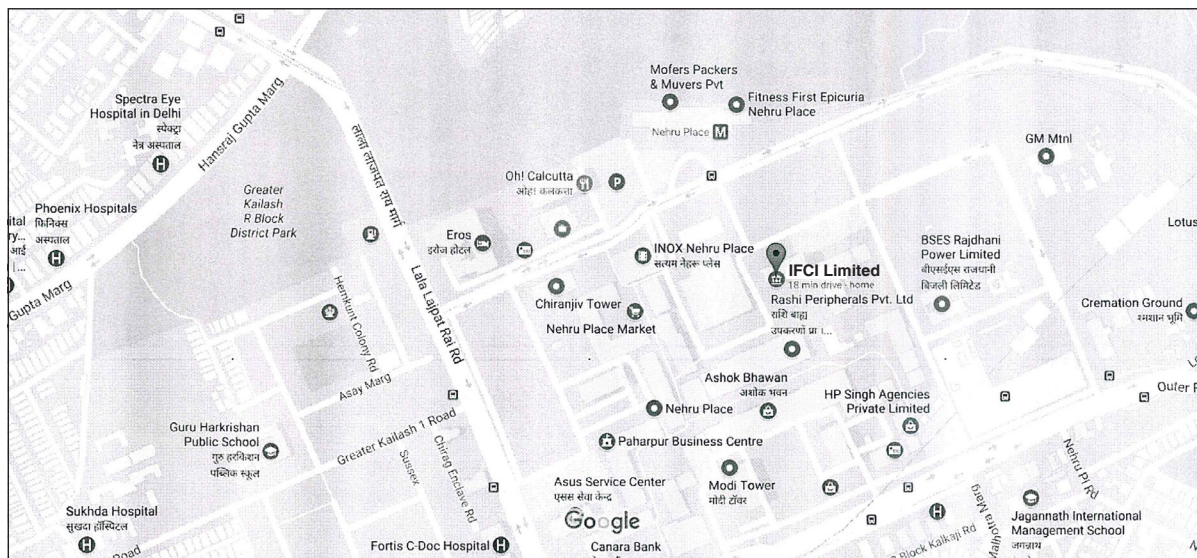 Mofers Packers
& Muvers Pvt
Fitness First Epicuria
Nehru Place
Nehru Place
M
Spectra Eye
Hospital in Delhi
स्पेक्ट्रा
नेत्र अस्पताल
H
Hansraj Gupta Marg
लाला लाजपत राय मार्ग
GM Mtnl
Oh! Calcutta
ओह! कलकत्ता
P
Greater
Kailash
R Block
District Park
Phoenix Hospitals
फिनिक्स
अस्पताल
H
ital
ry...
आई
|...
Lotus
Eros
इरोज होटल
INOX Nehru Place
सत्यम नेहरू प्लेस
BSES Rajdhani
Power Limited
बीएसईएस राजधानी
बिजली लिमिटेड
IFCI Limited
18 min drive - home
Rashi Peripherals Pvt. Ltd
राशि बाह्य
उपकरणों प्रा।...
Gupta Marg
Hemkunt Colony Rd
Lala Lajpat Rai Rd
Chiranjiv Tower
Nehru Place Market
Cremation Ground
श्मशान भूमि
Asay Marg
Ashok Bhawan
अशोक भवन
HP Singh Agencies
Private Limited
Outer
Nehru Place
Guru Harkrishan
Public School
गुरु हरकिशन
पब्लिक स्कूल
Greater Kailash 1 Road
Paharpur Business Centre
Sussex
Chirag Enclave Rd
Asus Service Center
एसस सेवा केन्द्र
Modi Tower
मोदी टॉवर
Nehru Pl Rd
Sukhda Hospital
सुखदा हॉस्पिटल
H
Road
Google
Fortis C-Doc Hospital
H
Canara Bank
H
Block Kalkaji Rd
Malhotra Marg
Jagannath International
Management School
जगन्नाथ